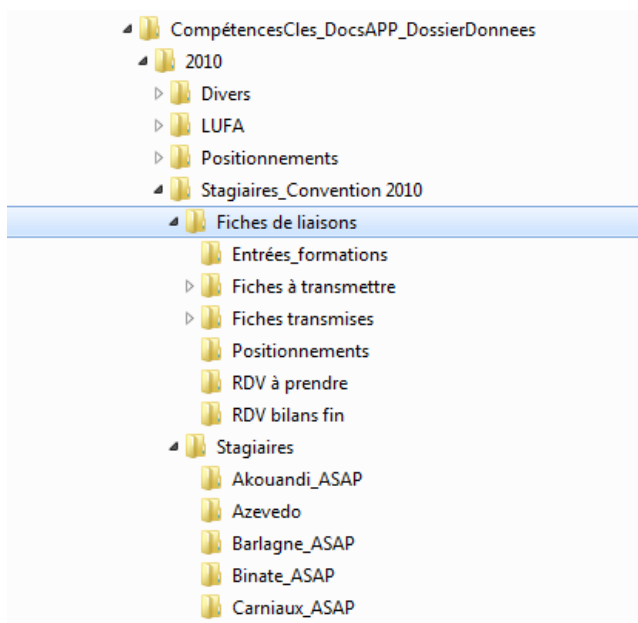 CompétencesCles_DocsAPP_DossierDonnees
2010
Divers
LUFA
Positionnements
Stagiaires_Convention 2010
Fiches de liaisons
Entrées_formations
Fiches à transmettre
Fiches transmises
Positionnements
RDV à prendre
RDV bilans fin
Stagiaires
Akouandi_ASAP
Azevedo
Barlagne_ASAP
Binate_ASAP
Carniaux_ASAP